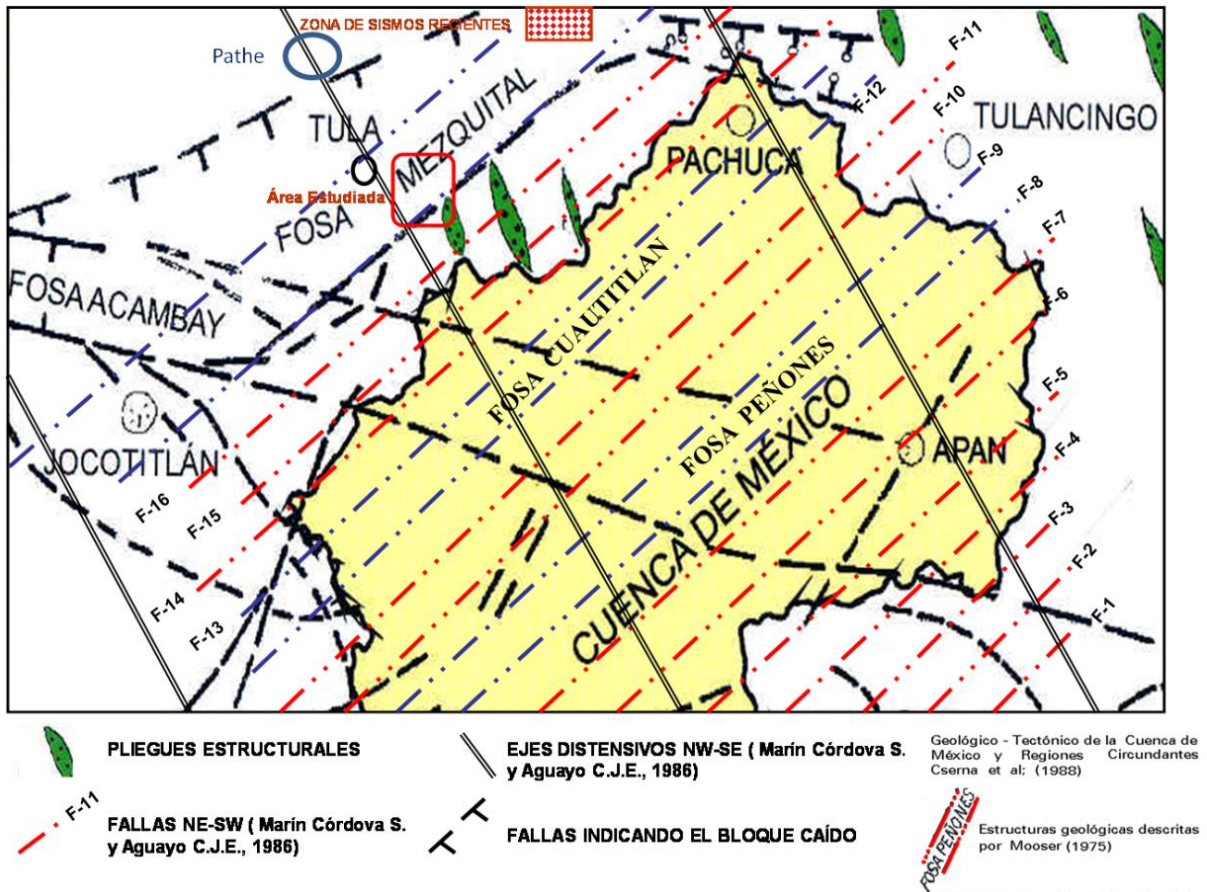 ZONA DE SISMOS RECIENTES
Pathe
F-11
TULA
MEZQUITAL
F-12
F-10
TULANCINGO
PACHUCA
F-9
Área Estudiada
FOSA
F-8
F-7
FOSA ACAMBAY
FOSA CUAUTITLAN
F-6
FOSA PEÑONES
F-5
JOCOTITLÁN
CUENCA DE MÉXICO
APAN
F-4
F-16
F-15
F-3
F-2
F-14
F-13
F-1
PLIEGUES ESTRUCTURALES
F-11
FALLAS NE-SW ( Marín Córdova S.
y Aguayo C.J.E., 1986)
EJES DISTENSIVOS NW-SE ( Marín Córdova S.
y Aguayo C.J.E., 1986)
FALLAS INDICANDO EL BLOQUE CAÍDO
Geológico - Tectónico de la Cuenca de
México y Regiones Circundantes
Cserna et al; (1988)
FOSA PEÑONES
Estructuras geológicas descritas
por Mooser (1975)